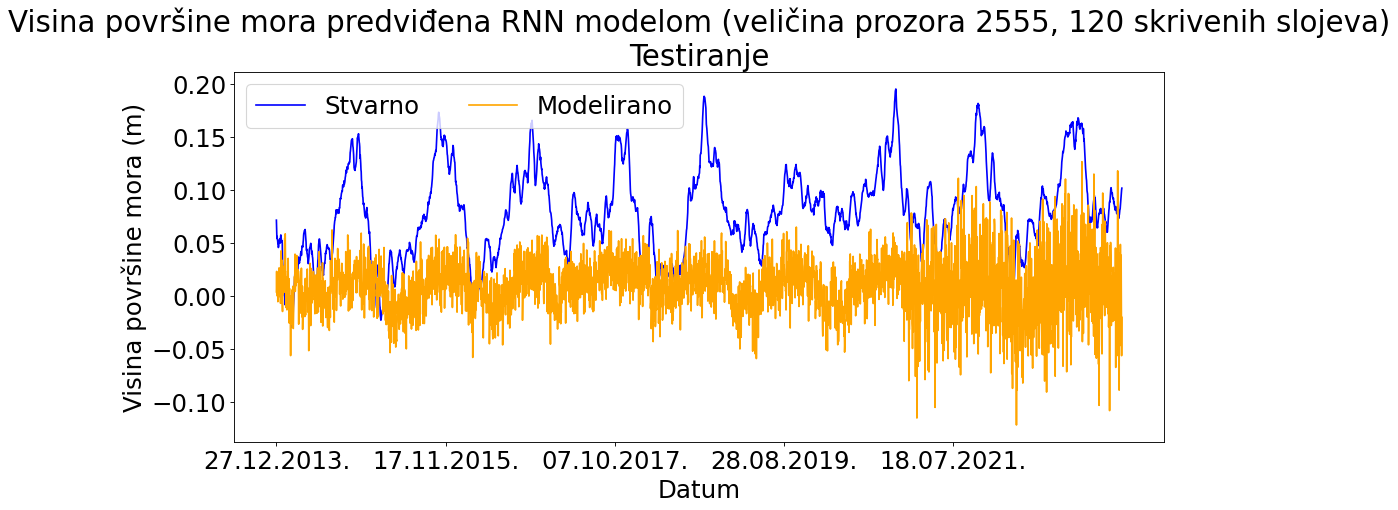 Visina površine mora predviđena RNN modelom (veličina prozora 2555, 120 skrivenih slojeva)
Testiranje
Stvarno Modelirano
Visina površine mora (m)
0.20
0.15
0.10
0.05
0.00
−0.05
−0.10
27.12.2013. 17.11.2015. 07.10.2017. 28.08.2019. 18.07.2021.
Datum